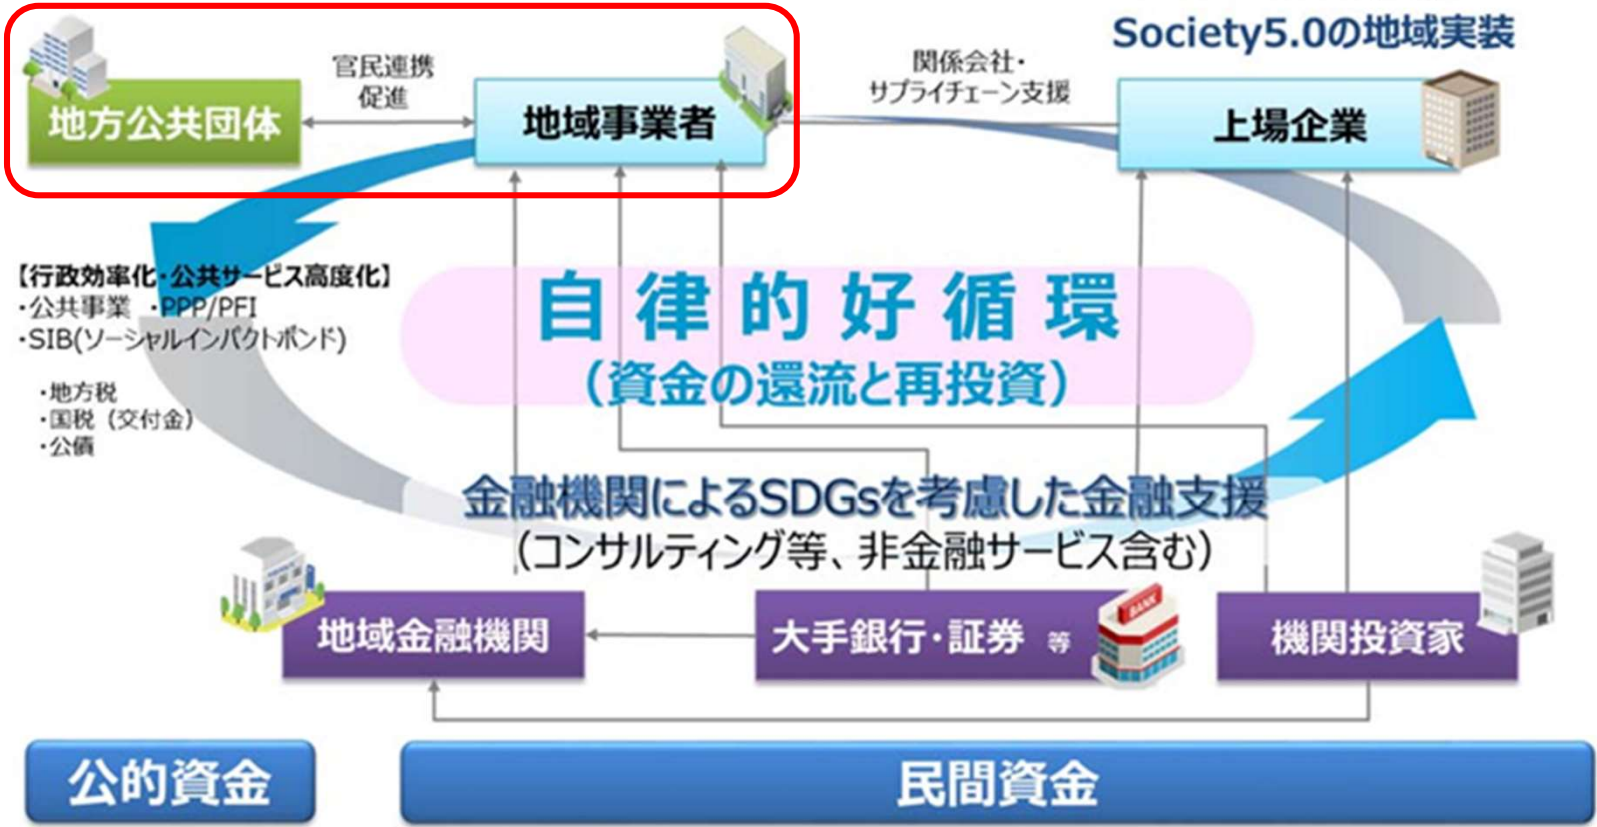 Society5.0の地域実装
官民連携
促進
関係会社・
サプライチェーン支援
地方公共団体
地域事業者
上場企業
【行政効率化・公共サービス高度化】
・公共事業 ・PPP/PFI
・SIB(ソーシャルインパクトボンド)
・地方税
・国税（交付金）
・公債
自律的好循環
（資金の還流と再投資）
金融機関によるSDGsを考慮した金融支援
（コンサルティング等、非金融サービス含む）
地域金融機関
大手銀行・証券 等
BANK
機関投資家
公的資金
民間資金